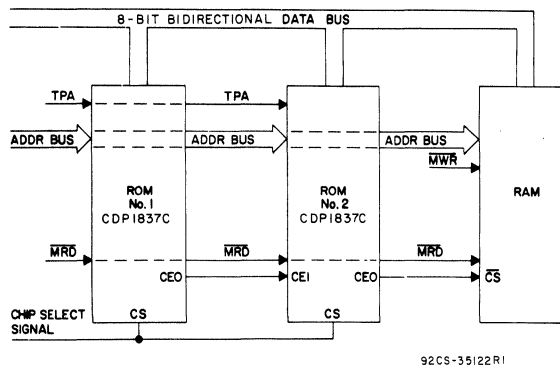 8-BIT BIDIRECTIONAL DATA BUS
TPA
TPA
ADDR BUS
ADDR BUS
ADDR BUS
MWR
ROM
No. 1
CDP1837C
ROM
No. 2
CDP1837C
RAM
MRD
MRD
MRD
CEO
CEI
CEO
CS
CS
CS
CHIP SELECT
SIGNAL
92CS-35122R1